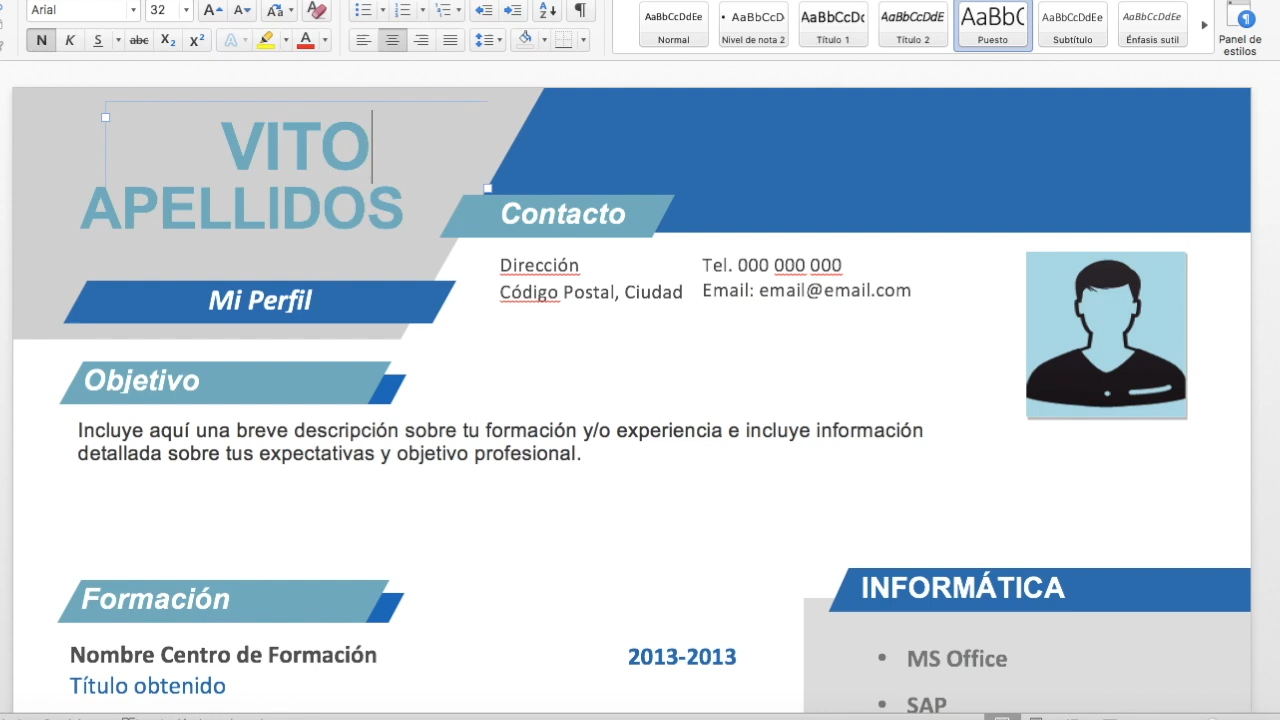 Arial 32
N K S abc X₂ X² A A
AaBbCcDdEe AaBbCcD AaBbCcDc AaBbCcDdE AaBbC AaBbCcDdEe AaBbCcDdEe
Normal Nivel de nota 2 Título 1 Título 2 Puesto Subtítulo Énfasis sutil Panel de
estilos
VITO
APELLIDOS
Contacto
Dirección Tel. 000 000 000
Código Postal, Ciudad Email: email@email.com
Mi Perfil
Objetivo
Incluye aquí una breve descripción sobre tu formación y/o experiencia e incluye información
detallada sobre tus expectativas y objetivo profesional.
Formación
INFORMÁTICA
Nombre Centro de Formación 2013-2013
Título obtenido
• MS Office
• SAP